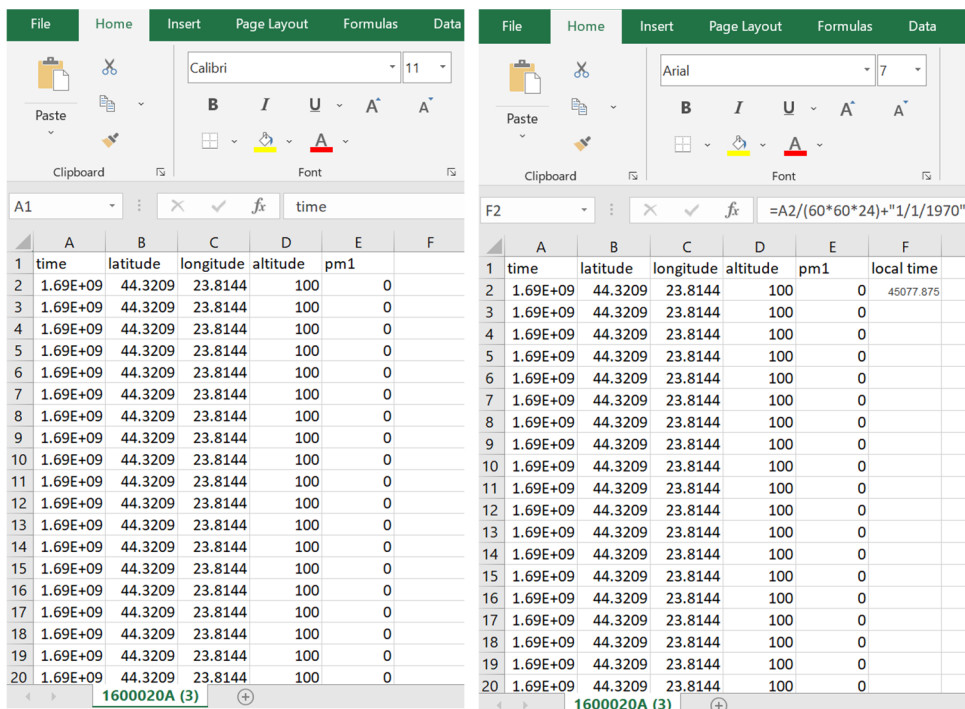 File Home Insert Page Layout Formulas Data
Calibri 11
Paste
B I U A A
A
Clipboard Font
A1 fx time
A B C D E F
1 time latitude longitude altitude pm1
2 1.69E+09 44.3209 23.8144 100 0
3 1.69E+09 44.3209 23.8144 100 0
4 1.69E+09 44.3209 23.8144 100 0
5 1.69E+09 44.3209 23.8144 100 0
6 1.69E+09 44.3209 23.8144 100 0
7 1.69E+09 44.3209 23.8144 100 0
8 1.69E+09 44.3209 23.8144 100 0
9 1.69E+09 44.3209 23.8144 100 0
10 1.69E+09 44.3209 23.8144 100 0
11 1.69E+09 44.3209 23.8144 100 0
12 1.69E+09 44.3209 23.8144 100 0
13 1.69E+09 44.3209 23.8144 100 0
14 1.69E+09 44.3209 23.8144 100 0
15 1.69E+09 44.3209 23.8144 100 0
16 1.69E+09 44.3209 23.8144 100 0
17 1.69E+09 44.3209 23.8144 100 0
18 1.69E+09 44.3209 23.8144 100 0
19 1.69E+09 44.3209 23.8144 100 0
20 1.69E+09 44.3209 23.8144 100 0
1600020A (3)
File Home Insert Page Layout Formulas Data
Arial 7
Paste
B I U A A
A
Clipboard Font
F2 fx =A2/(60*60*24)+"1/1/1970"
A B C D E F
1 time latitude longitude altitude pm1 local time
2 1.69E+09 44.3209 23.8144 100 0 45077.875
3 1.69E+09 44.3209 23.8144 100 0
4 1.69E+09 44.3209 23.8144 100 0
5 1.69E+09 44.3209 23.8144 100 0
6 1.69E+09 44.3209 23.8144 100 0
7 1.69E+09 44.3209 23.8144 100 0
8 1.69E+09 44.3209 23.8144 100 0
9 1.69E+09 44.3209 23.8144 100 0
10 1.69E+09 44.3209 23.8144 100 0
11 1.69E+09 44.3209 23.8144 100 0
12 1.69E+09 44.3209 23.8144 100 0
13 1.69E+09 44.3209 23.8144 100 0
14 1.69E+09 44.3209 23.8144 100 0
15 1.69E+09 44.3209 23.8144 100 0
16 1.69E+09 44.3209 23.8144 100 0
17 1.69E+09 44.3209 23.8144 100 0
18 1.69E+09 44.3209 23.8144 100 0
19 1.69E+09 44.3209 23.8144 100 0
20 1.69E+09 44.3209 23.8144 100 0
1600020A (3)